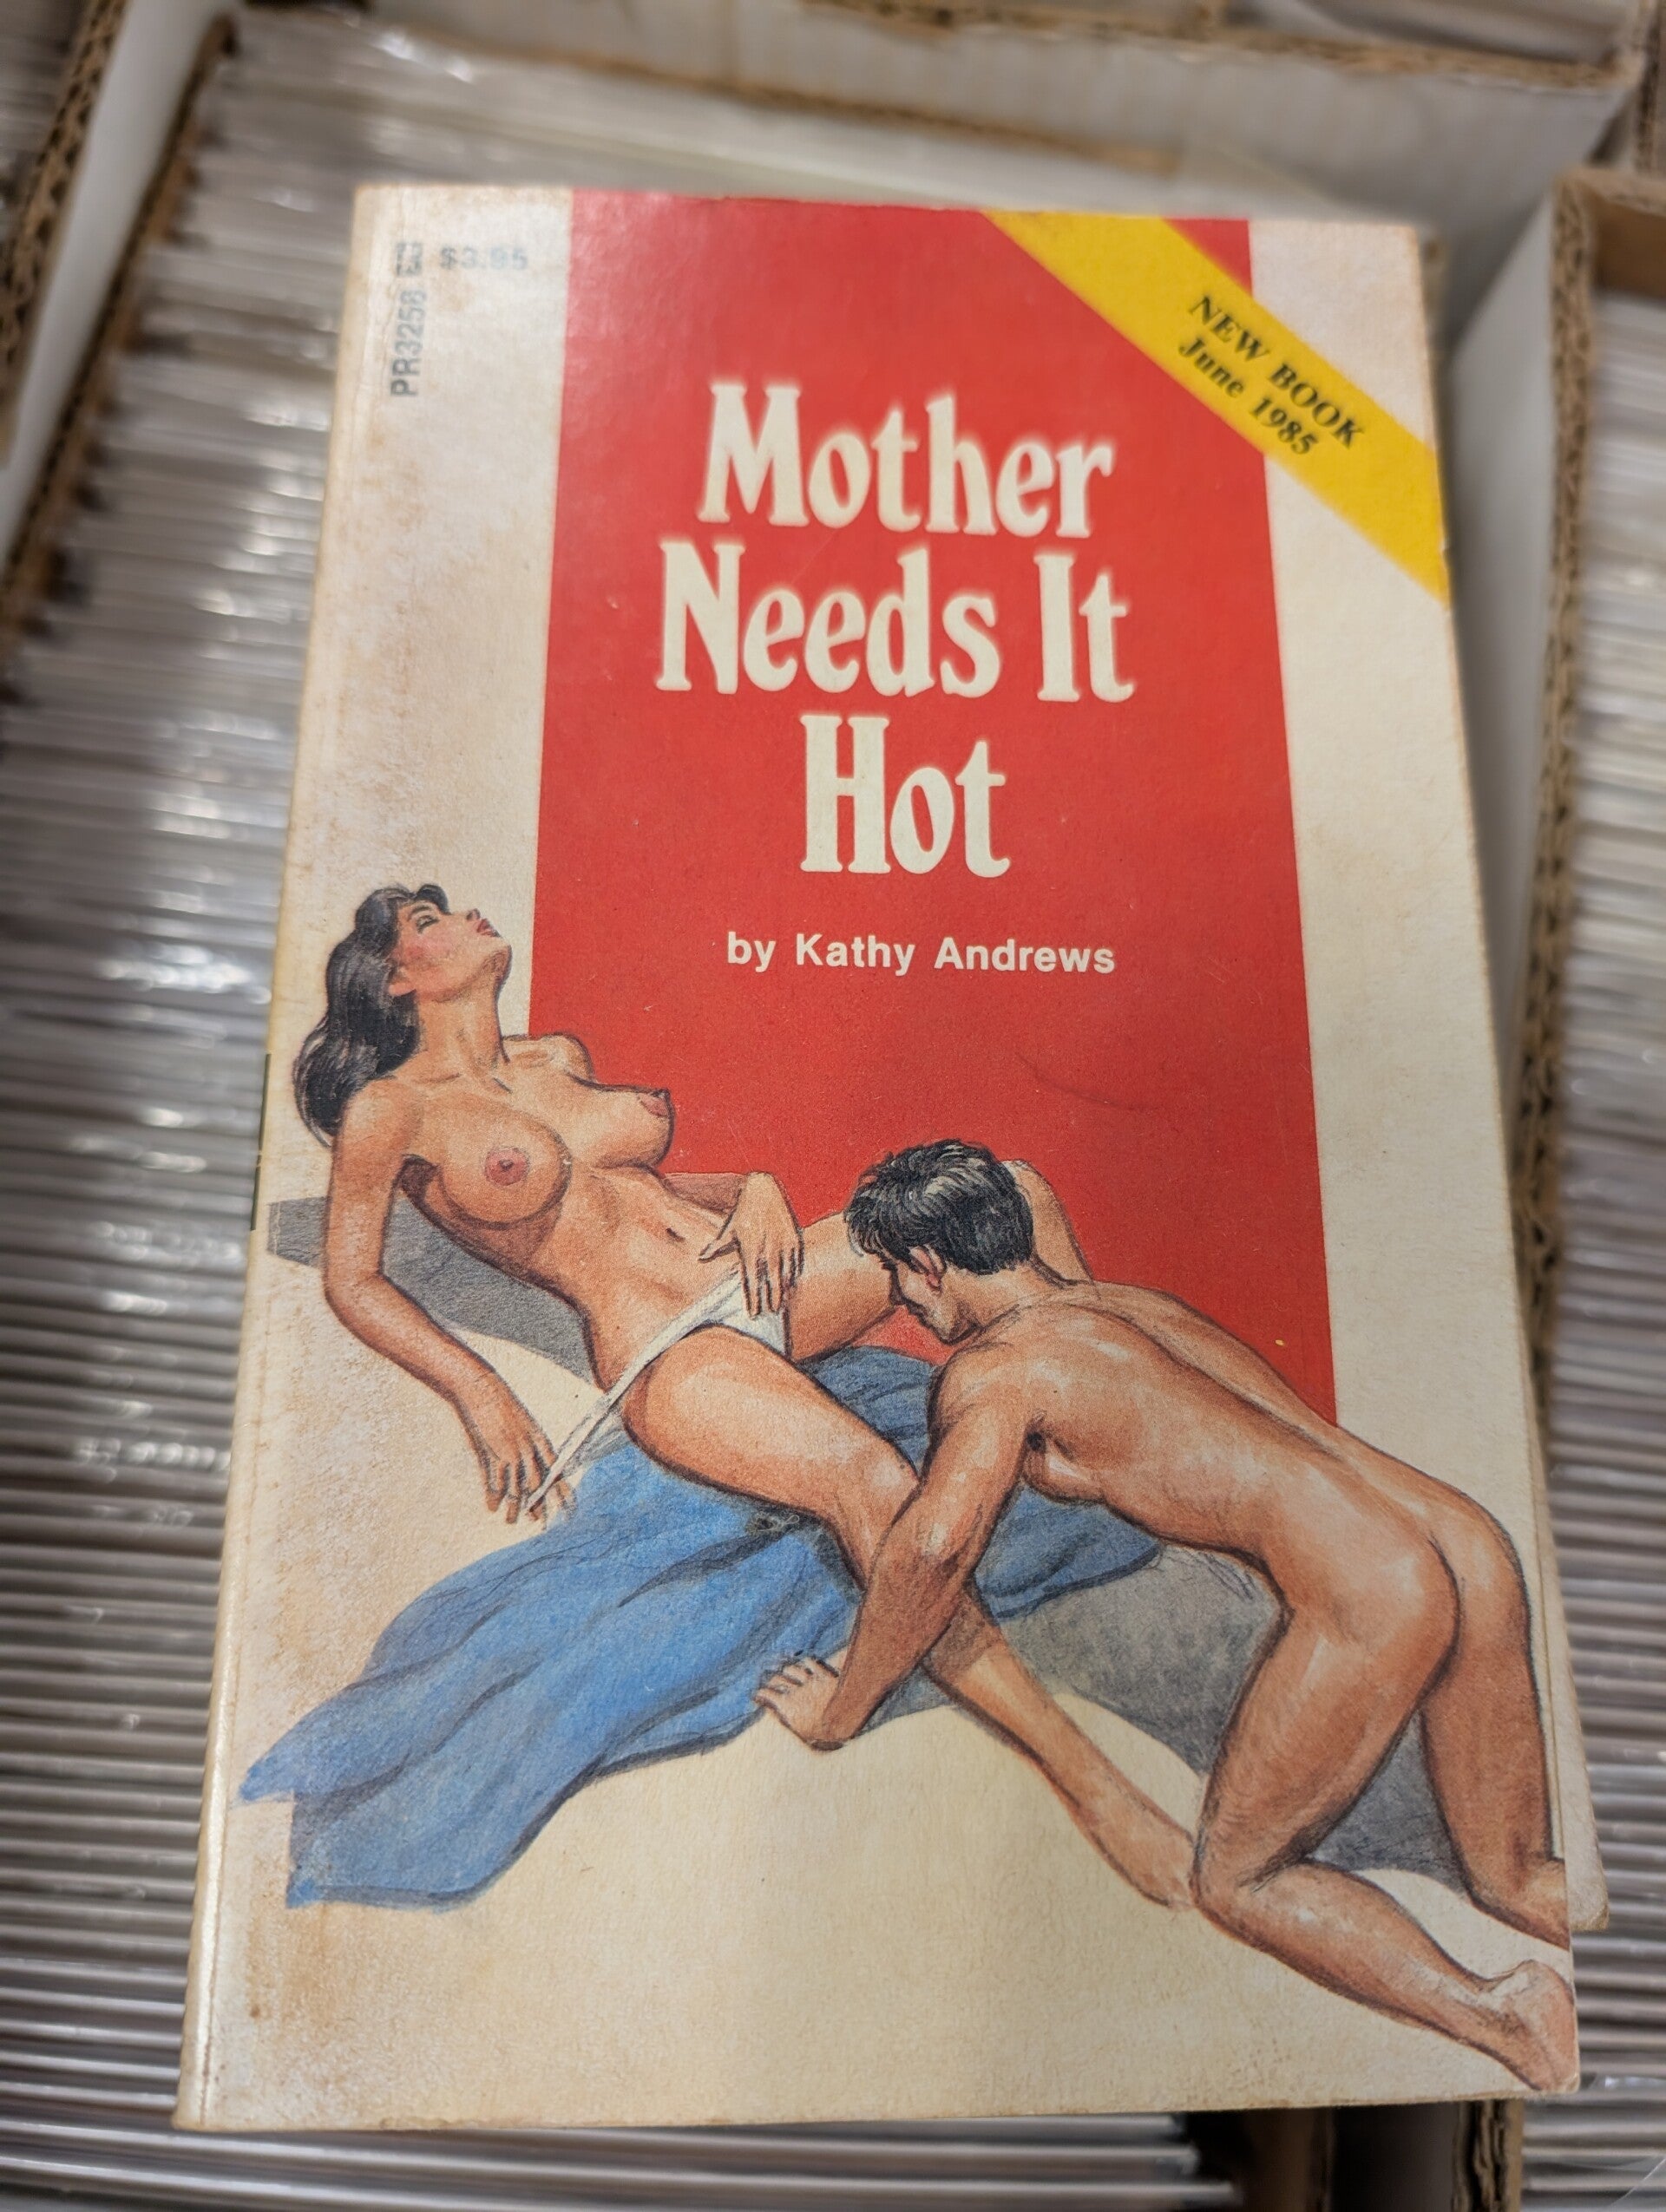 PR3258
$3.95
NEW BOOK
June 1985
Mother
Needs It
Hot
by Kathy Andrews